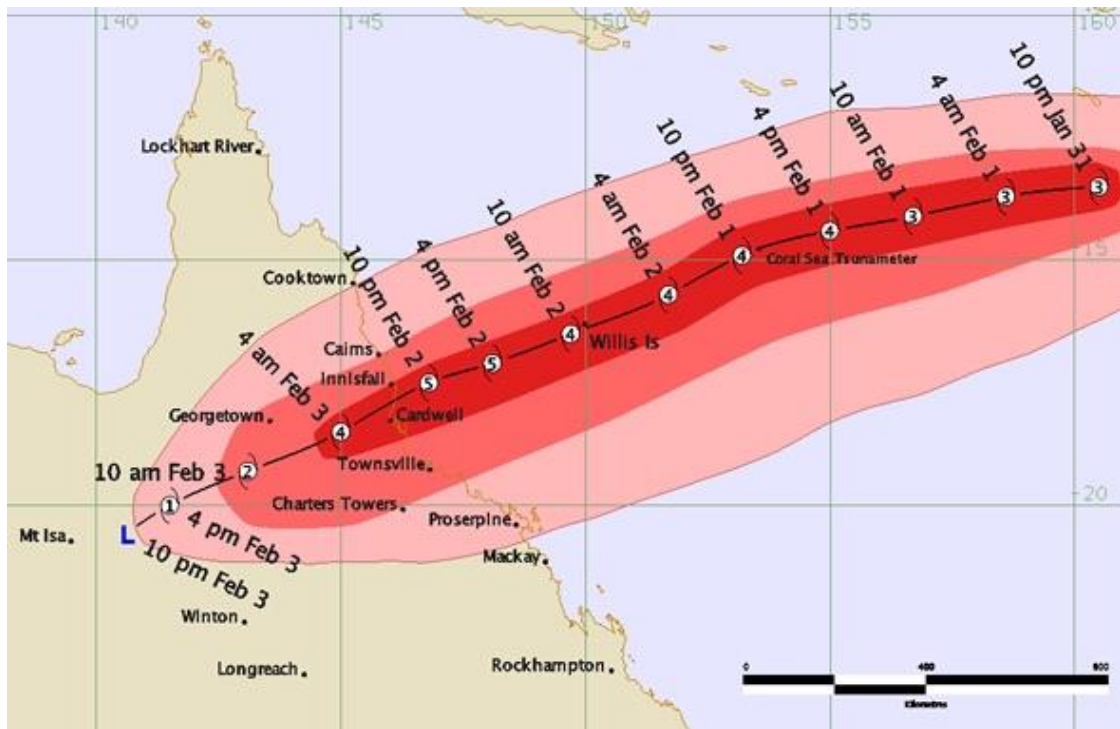 140
145
150
155
160
10 pm Jan 31
4 am Feb 1
10 am Feb 1
4 pm Feb 1
10 pm Feb 1
4 am Feb 2
10 am Feb 2
4 pm Feb 2
10 pm Feb 2
4 am Feb 3
10 am Feb 3
4 pm Feb 3
10 pm Feb 3
3
3
3
4
4
4
4
5
5
4
2
1
L
15
20
Lockhart River
Coral Sea Tsunameter
Cooktown
Willis Is
Cairns
Innisfail
Georgetown
Cardwell
Townsville
Charters Towers
Proserpine
Mt Isa
Mackay
Winton
Longreach
Rockhampton
0
400
800
Kilometres